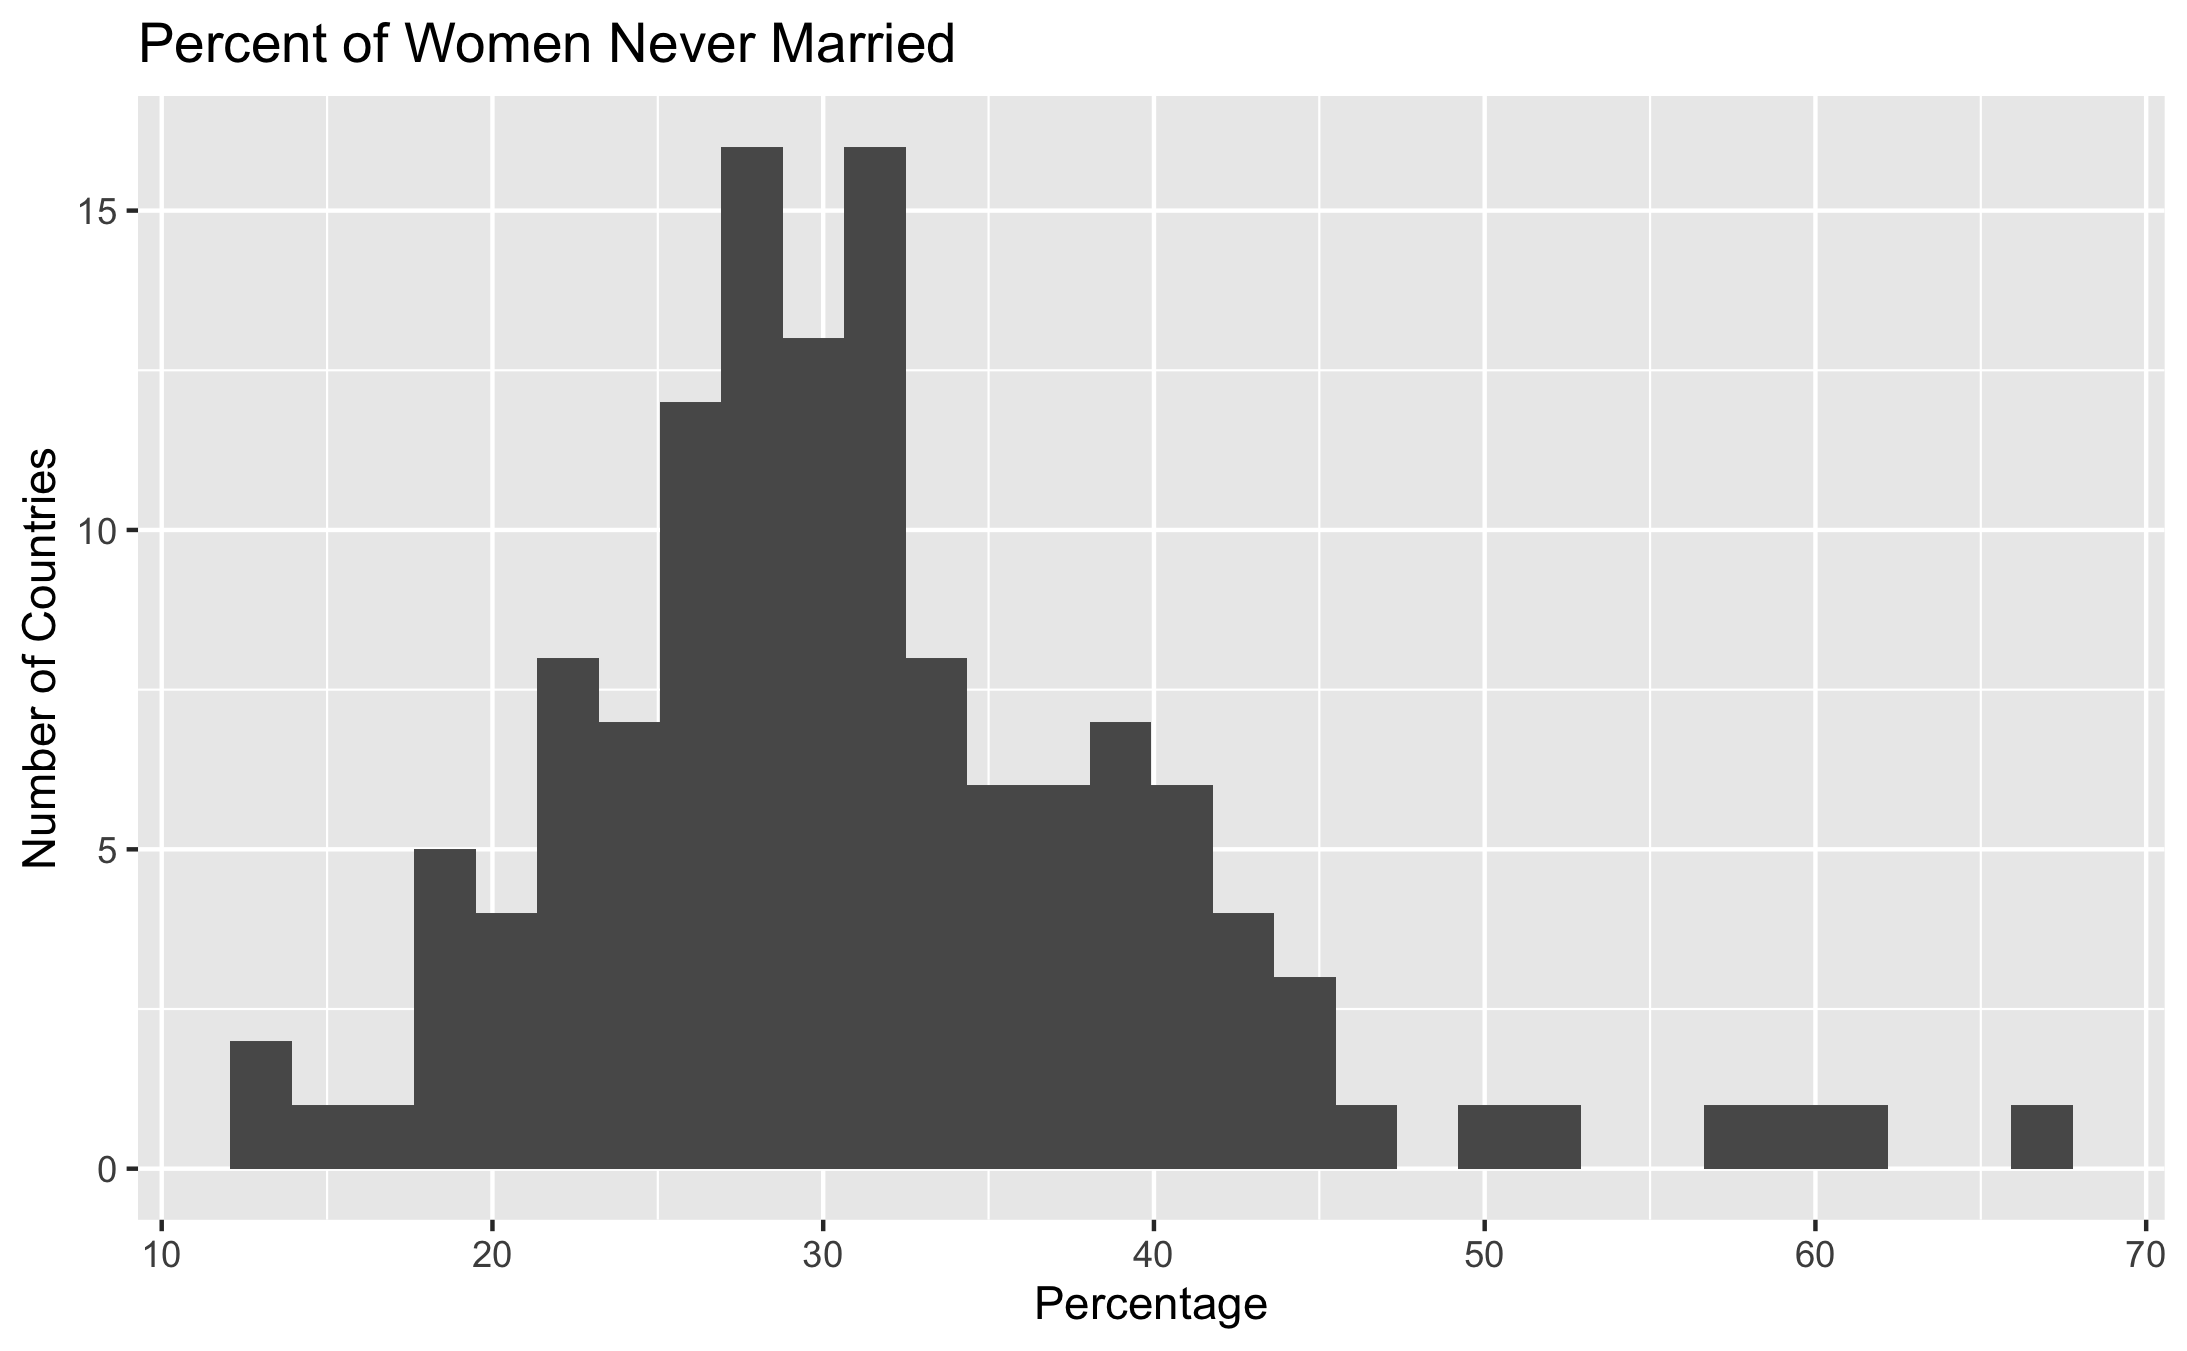 Percent of Women Never Married
Number of Countries
15
10
5
0
10 20 30 40 50 60 70
Percentage